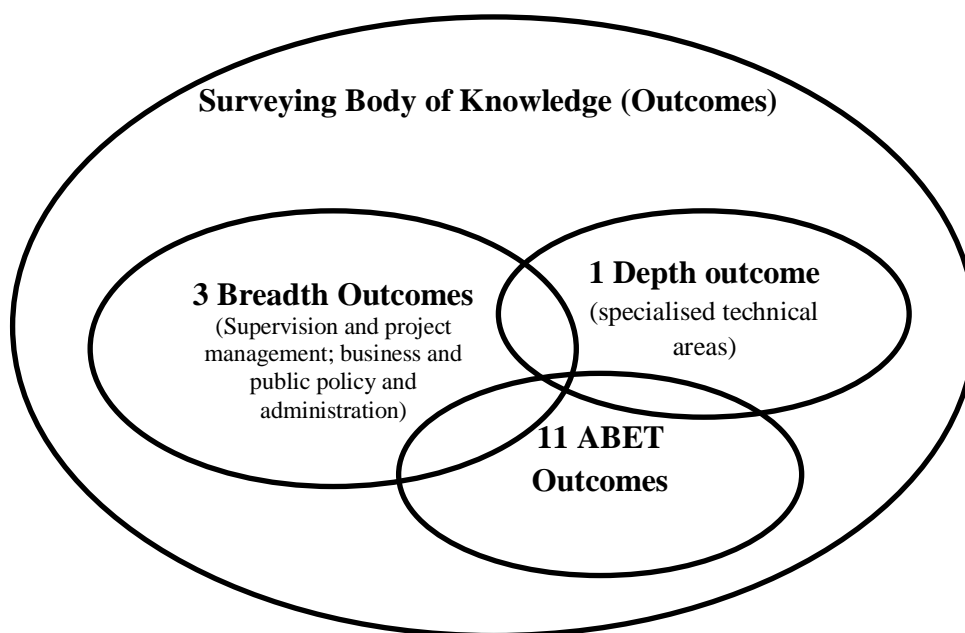 Surveying Body of Knowledge (Outcomes)
3 Breadth Outcomes
(Supervision and project
management; business and
public policy and
administration)
1 Depth outcome
(specialised technical
areas)
11 ABET
Outcomes